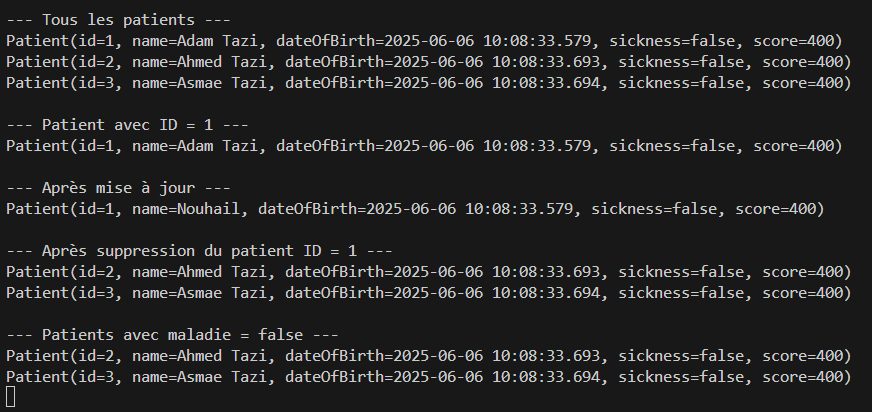 --- Tous les patients ---
Patient(id=1, name=Adam Tazi, dateOfBirth=2025-06-06 10:08:33.579, sickness=false, score=400)
Patient(id=2, name=Ahmed Tazi, dateOfBirth=2025-06-06 10:08:33.693, sickness=false, score=400)
Patient(id=3, name=Asmae Tazi, dateOfBirth=2025-06-06 10:08:33.694, sickness=false, score=400)
--- Patient avec ID = 1 ---
Patient(id=1, name=Adam Tazi, dateOfBirth=2025-06-06 10:08:33.579, sickness=false, score=400)
--- Après mise à jour ---
Patient(id=1, name=Nouhail, dateOfBirth=2025-06-06 10:08:33.579, sickness=false, score=400)
--- Après suppression du patient ID = 1 ---
Patient(id=2, name=Ahmed Tazi, dateOfBirth=2025-06-06 10:08:33.693, sickness=false, score=400)
Patient(id=3, name=Asmae Tazi, dateOfBirth=2025-06-06 10:08:33.694, sickness=false, score=400)
--- Patients avec maladie = false ---
Patient(id=2, name=Ahmed Tazi, dateOfBirth=2025-06-06 10:08:33.693, sickness=false, score=400)
Patient(id=3, name=Asmae Tazi, dateOfBirth=2025-06-06 10:08:33.694, sickness=false, score=400)